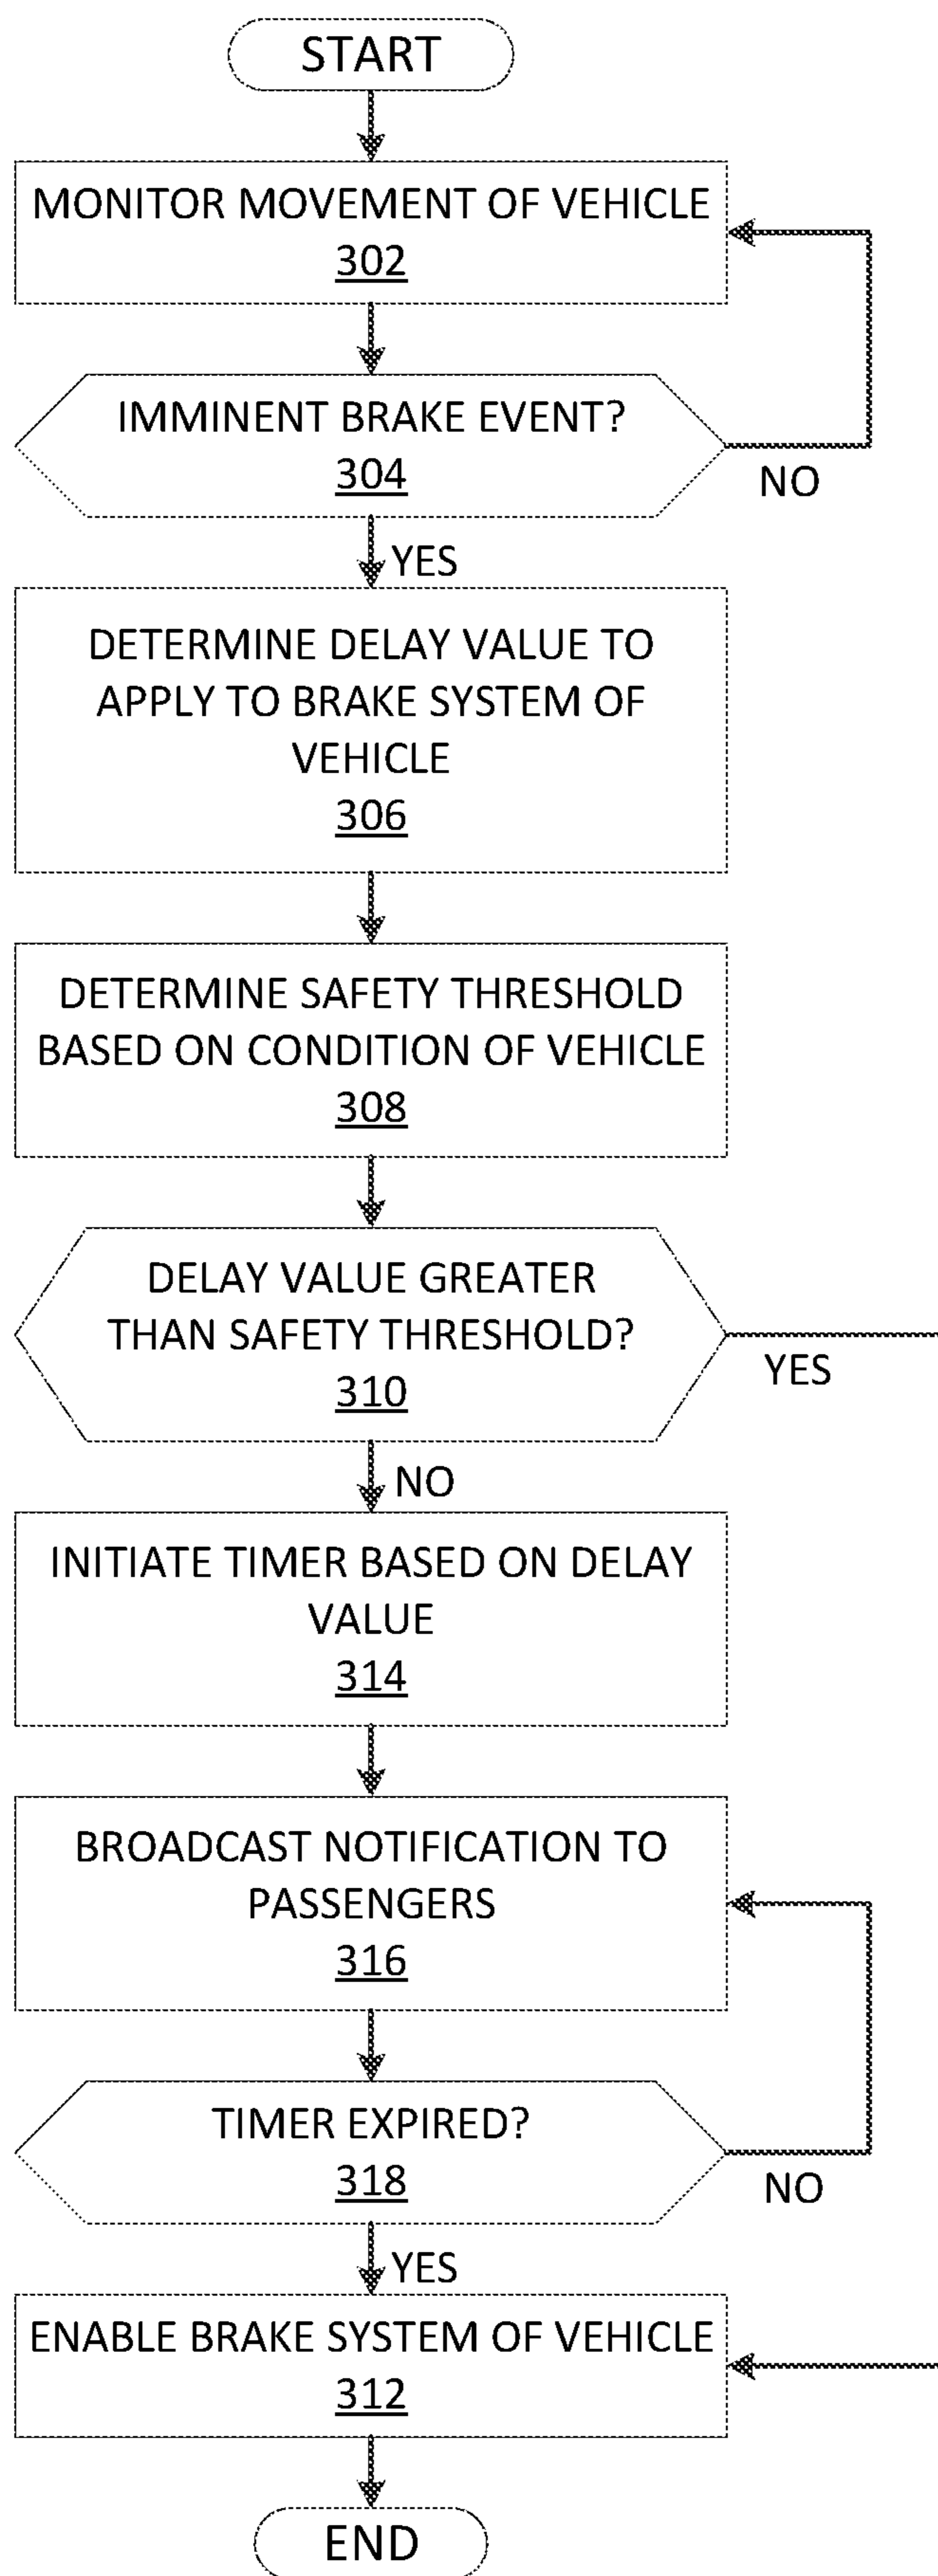 START
MONITOR MOVEMENT OF VEHICLE
302
IMMINENT BRAKE EVENT?
304
NO
YES
DETERMINE DELAY VALUE TO
APPLY TO BRAKE SYSTEM OF
VEHICLE
306
DETERMINE SAFETY THRESHOLD
BASED ON CONDITION OF VEHICLE
308
DELAY VALUE GREATER
THAN SAFETY THRESHOLD?
310
YES
NO
INITIATE TIMER BASED ON DELAY
VALUE
314
BROADCAST NOTIFICATION TO
PASSENGERS
316
TIMER EXPIRED?
318
NO
YES
ENABLE BRAKE SYSTEM OF VEHICLE
312
END